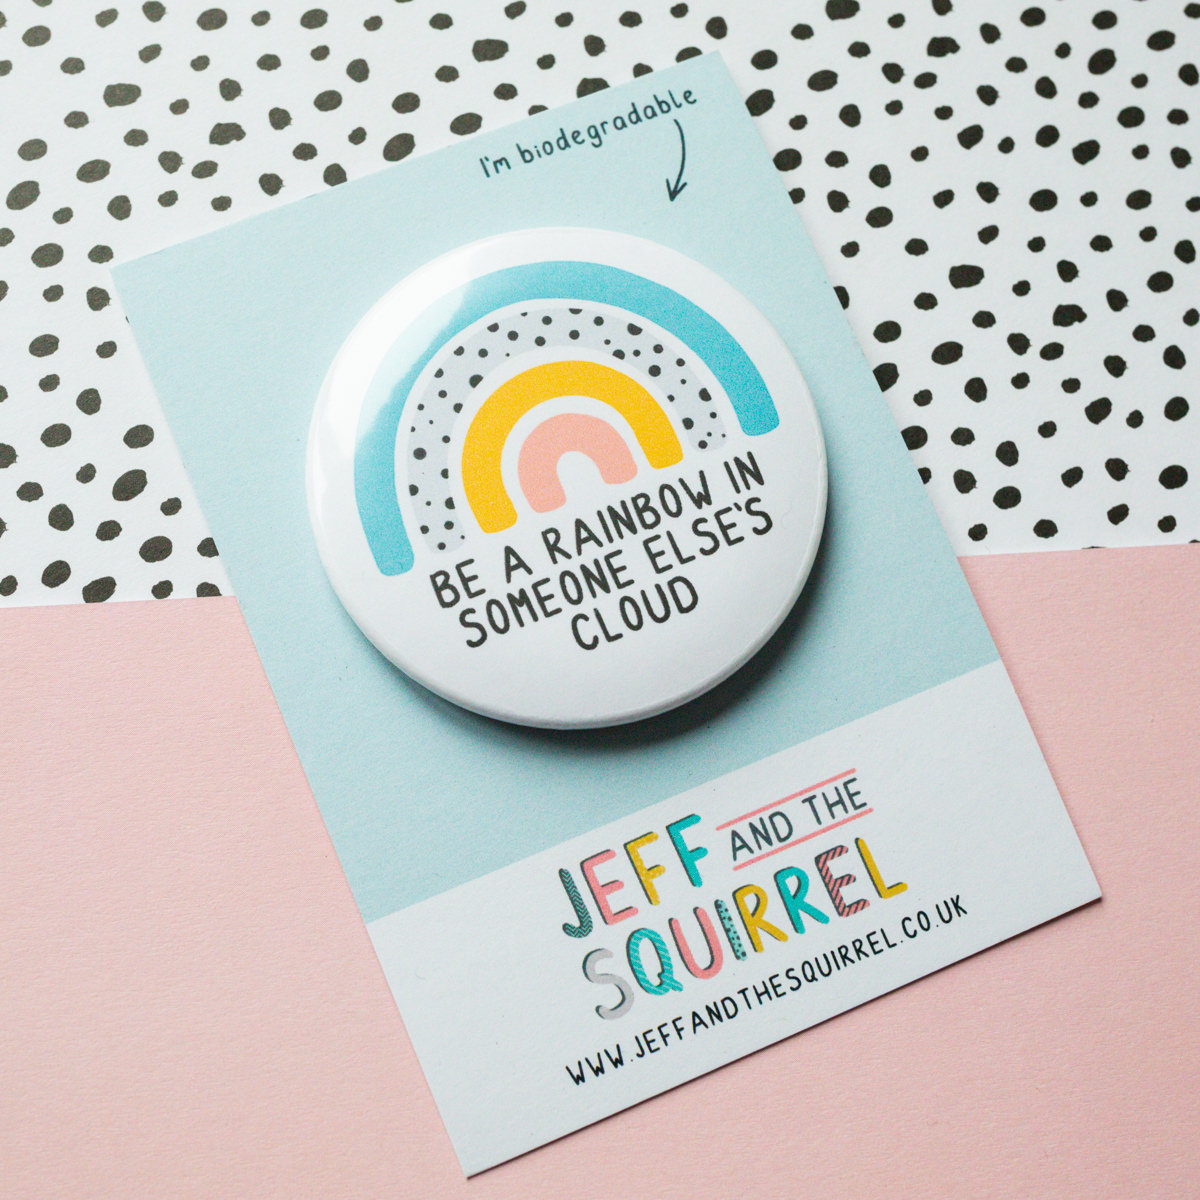 I'm biodegradable
BE A RAINBOW IN
SOMEONE ELSE'S
CLOUD
JEFF AND THE
SQUIRREL
WWW.JEFFANDTHESQUIRREL.CO.UK